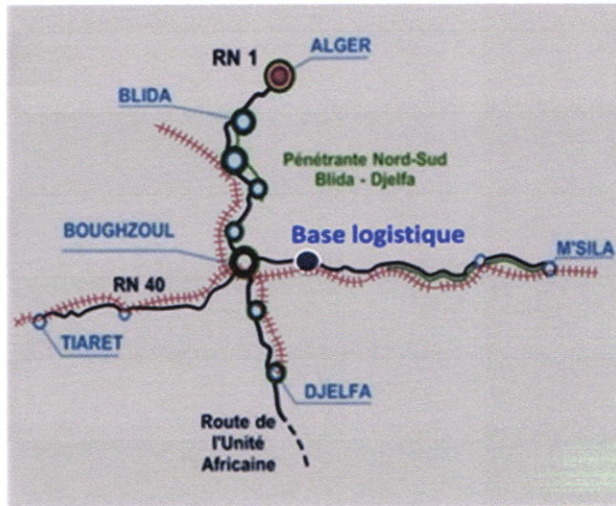 ALGER
RN 1
BLIDA
Pénétrante Nord-Sud
Blida - Djelfa
BOUGHZOUL
Base logistique
M'SILA
RN 40
TIARET
DJELFA
Route de
l'Unité
Africaine